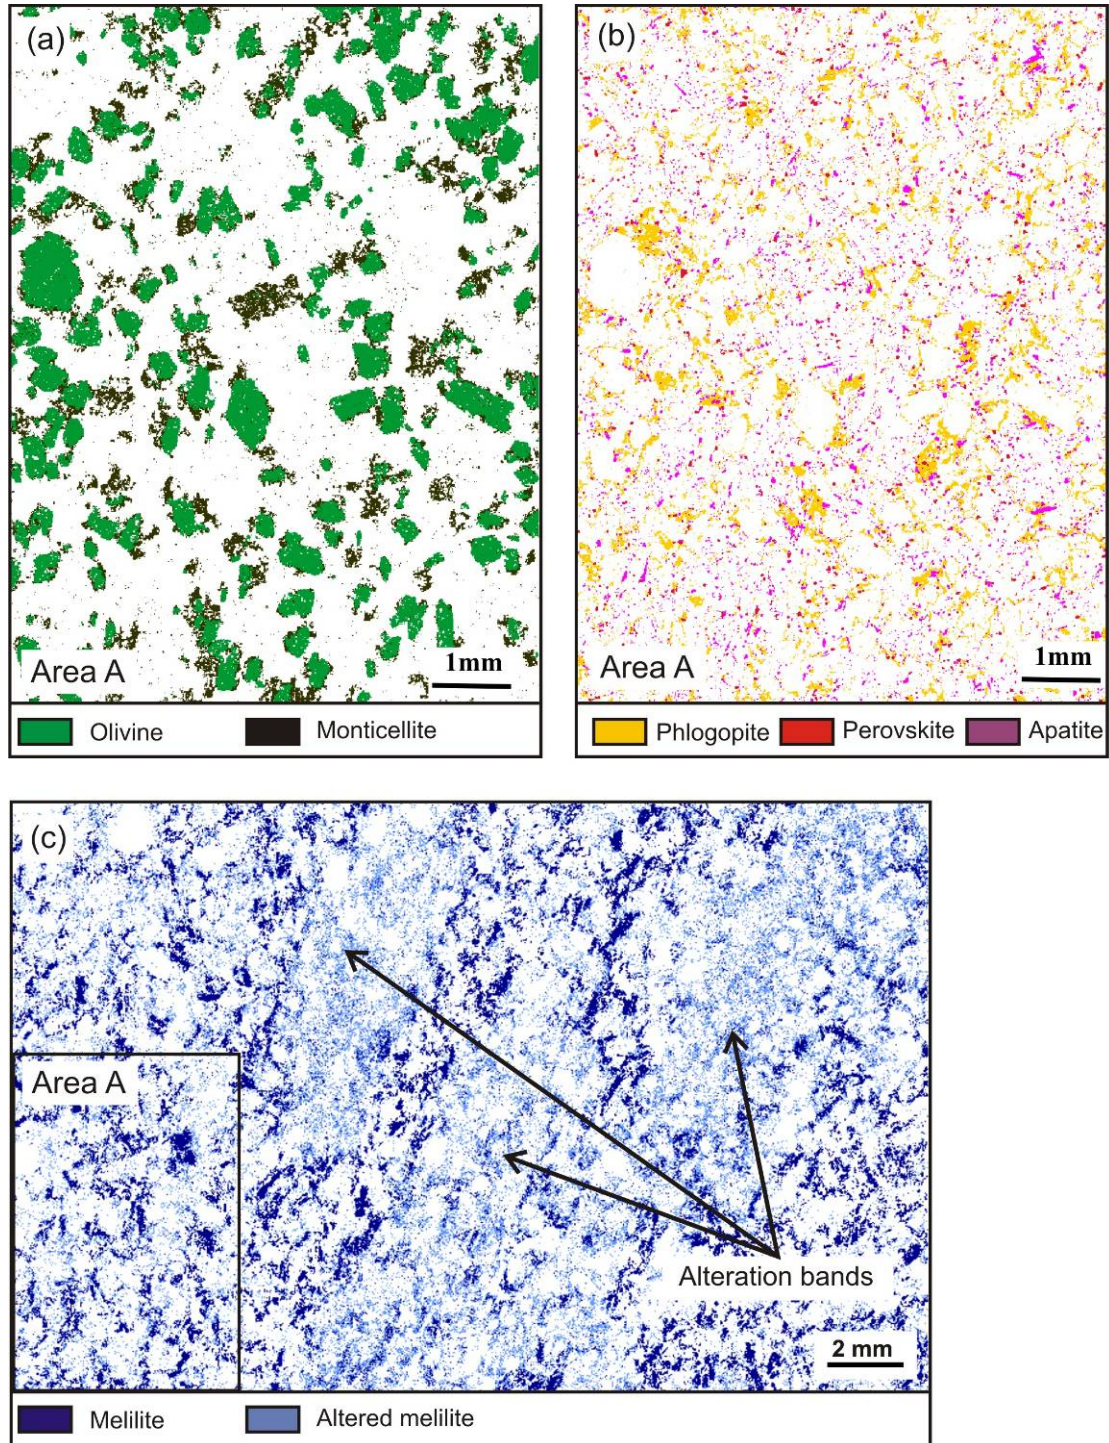 (a)
Area A
1mm
Olivine Monticellite
(b)
Area A
1mm
Phlogopite Perovskite Apatite
(c)
Area A
Alteration bands
2 mm
Melilite Altered melilite